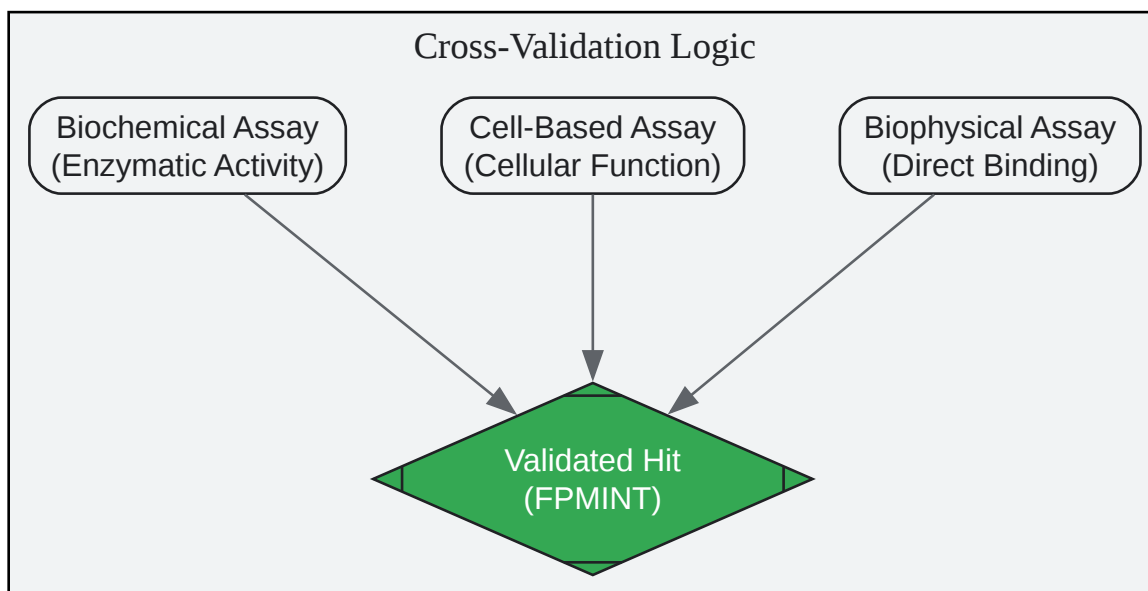 Cross-Validation Logic
Biochemical Assay
(Enzymatic Activity)
Cell-Based Assay
(Cellular Function)
Biophysical Assay
(Direct Binding)
Validated Hit
(FPMINT)